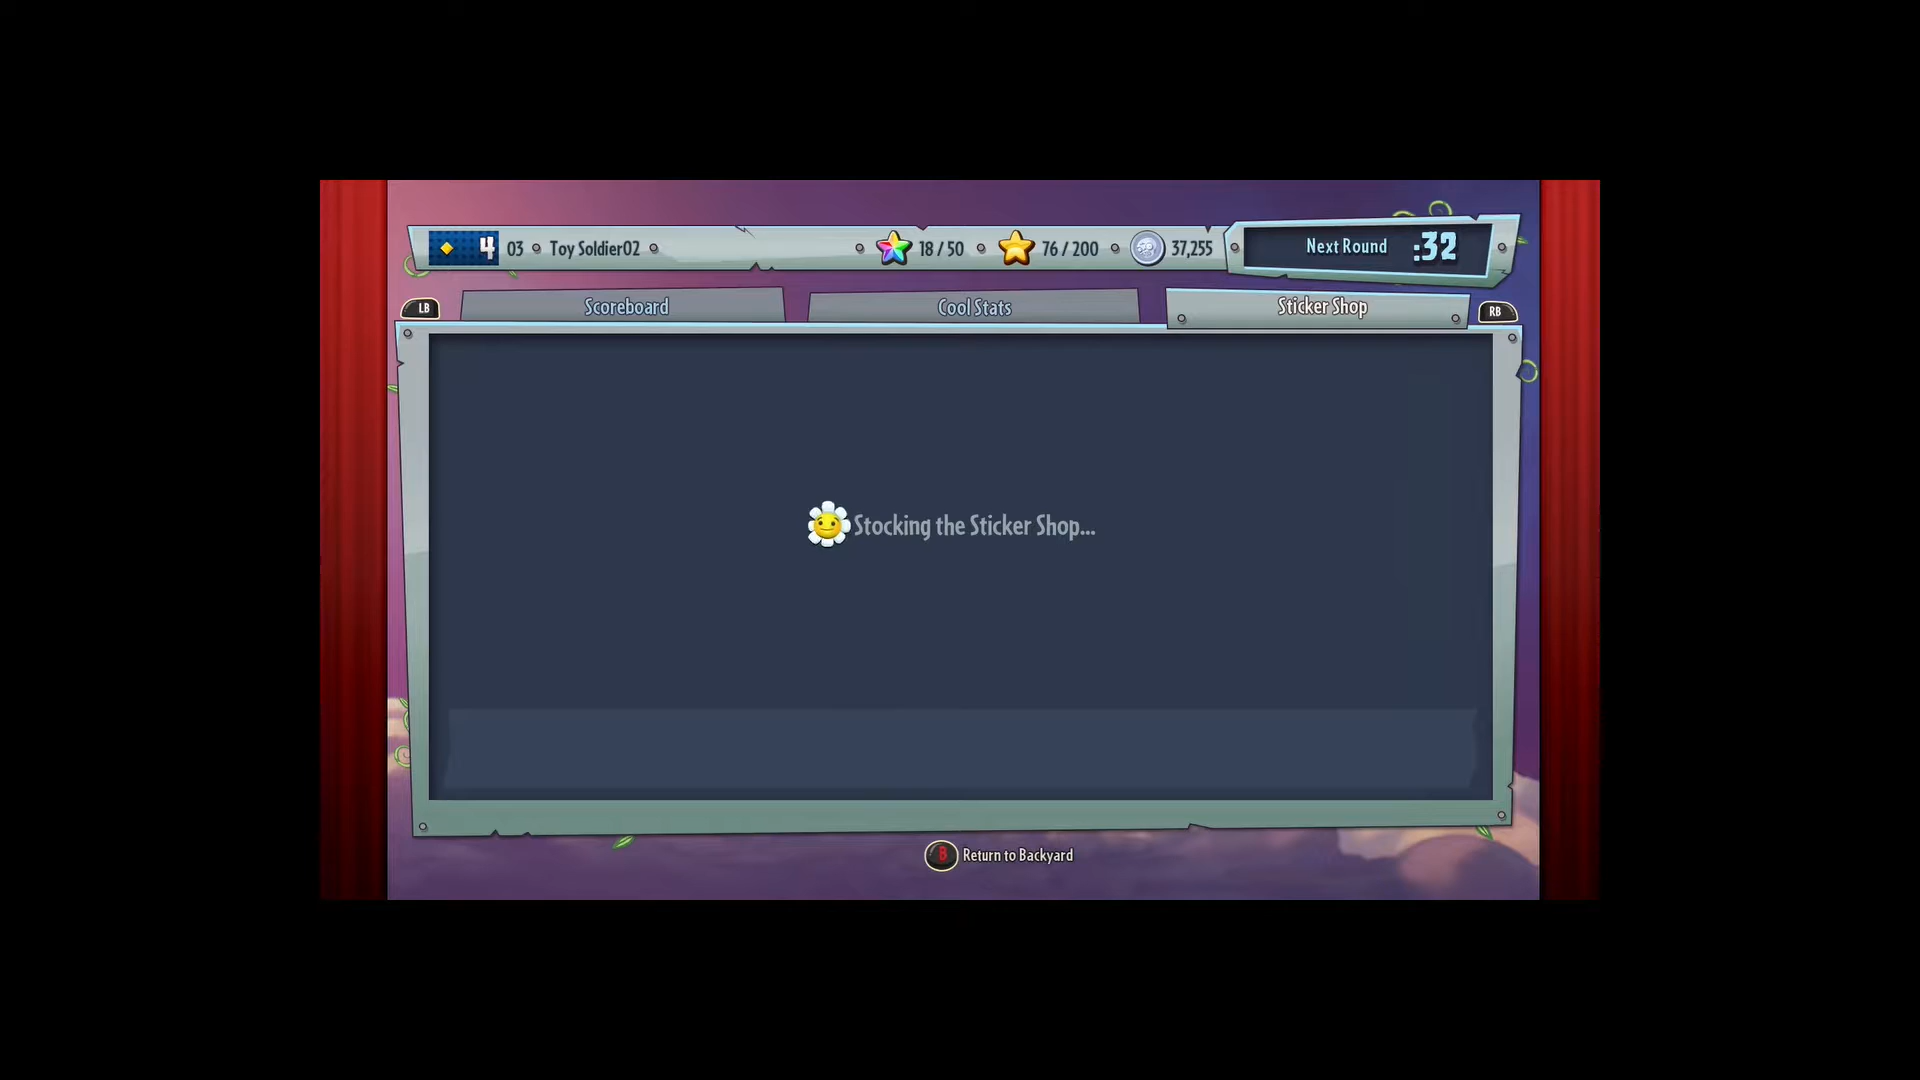 4 03 Toy Soldier02 18 / 50 76 / 200 37,255 Next Round :32
LB Scoreboard Cool Stats Sticker Shop RB
Stocking the Sticker Shop...
B Return to Backyard